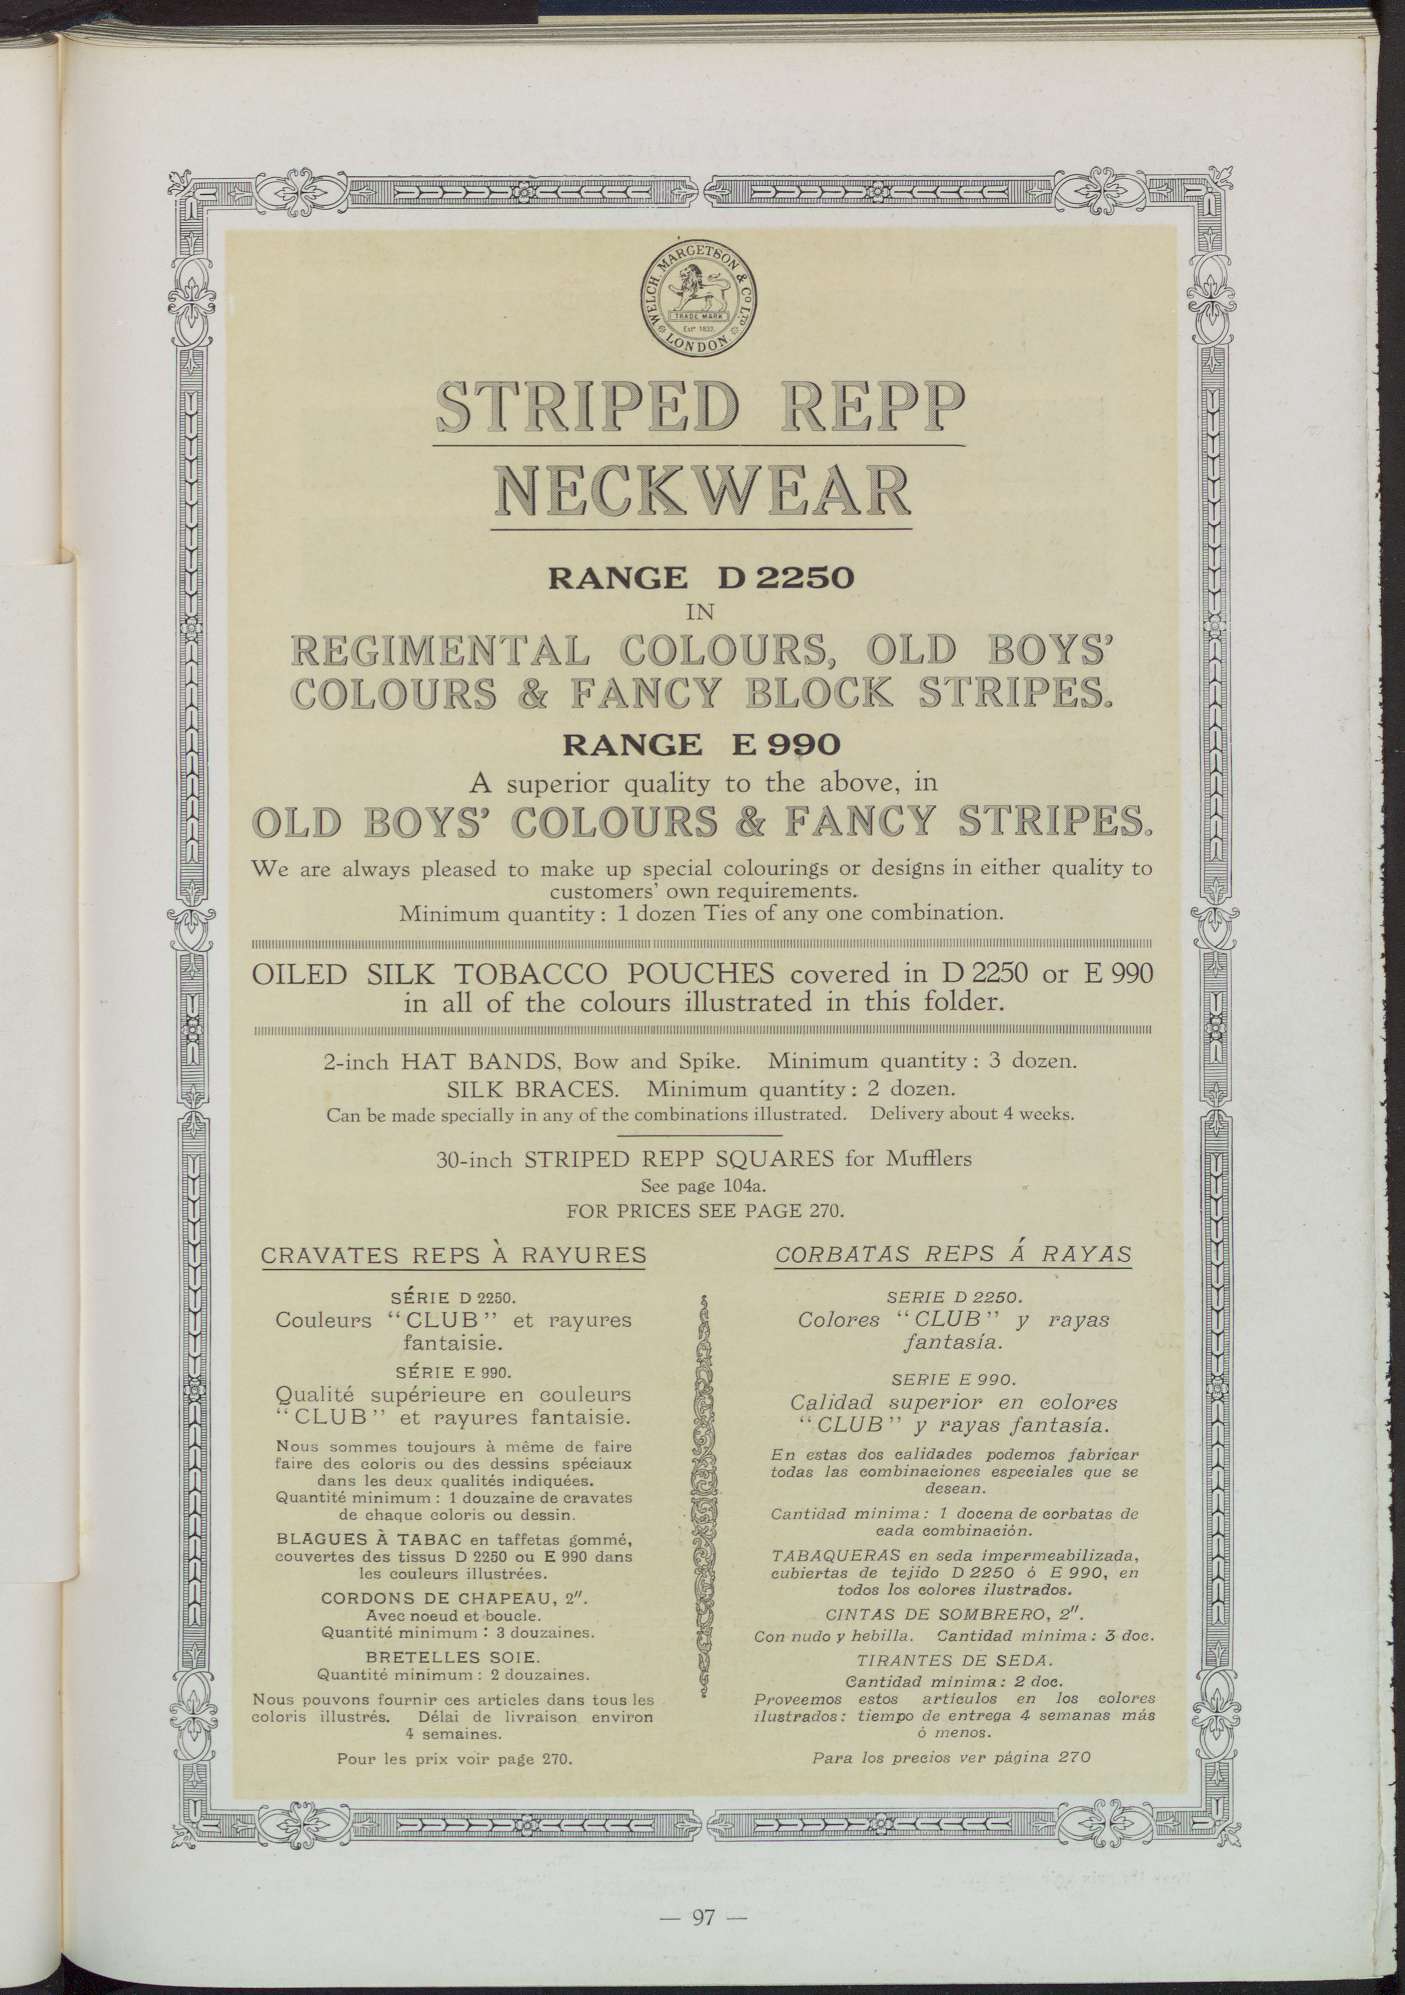 WELCH, MARGETSON & CO LTD
TRADE MARK
Estd 1832.
LONDON
STRIPED REPP
NECKWEAR
RANGE D 2250
IN
REGIMENTAL COLOURS, OLD BOYS'
COLOURS & FANCY BLOCK STRIPES.
RANGE E 990
A superior quality to the above, in
OLD BOYS' COLOURS & FANCY STRIPES.
We are always pleased to make up special colourings or designs in either quality to
customers' own requirements.
Minimum quantity : 1 dozen Ties of any one combination.
OILED SILK TOBACCO POUCHES covered in D 2250 or E 990
in all of the colours illustrated in this folder.
2-inch HAT BANDS, Bow and Spike. Minimum quantity : 3 dozen.
SILK BRACES. Minimum quantity : 2 dozen.
Can be made specially in any of the combinations illustrated. Delivery about 4 weeks.
30-inch STRIPED REPP SQUARES for Mufflers
See page 104a.
FOR PRICES SEE PAGE 270.
CRAVATES REPS À RAYURES
SÉRIE D 2250.
Couleurs "CLUB" et rayures
fantaisie.
SÉRIE E 990.
Qualité supérieure en couleurs
"CLUB" et rayures fantaisie.
Nous sommes toujours à même de faire
faire des coloris ou des dessins spéciaux
dans les deux qualités indiquées.
Quantité minimum : 1 douzaine de cravates
de chaque coloris ou dessin.
BLAGUES À TABAC en taffetas gommé,
couvertes des tissus D 2250 ou E 990 dans
les couleurs illustrées.
CORDONS DE CHAPEAU, 2".
Avec noeud et boucle.
Quantité minimum : 3 douzaines.
BRETELLES SOIE.
Quantité minimum : 2 douzaines.
Nous pouvons fournir ces articles dans tous les
coloris illustrés. Délai de livraison environ
4 semaines.
Pour les prix voir page 270.
CORBATAS REPS Á RAYAS
SERIE D 2250.
Colores "CLUB" y rayas
fantasía.
SERIE E 990.
Calidad superior en colores
"CLUB" y rayas fantasía.
En estas dos calidades podemos fabricar
todas las combinaciones especiales que se
desean.
Cantidad mínima : 1 docena de corbatas de
cada combinación.
TABAQUERAS en seda impermeabilizada,
cubiertas de tejido D 2250 ó E 990, en
todos los colores ilustrados.
CINTAS DE SOMBRERO, 2".
Con nudo y hebilla. Cantidad mínima : 3 doc.
TIRANTES DE SEDA.
Cantidad mínima : 2 doc.
Proveemos estos artículos en los colores
ilustrados : tiempo de entrega 4 semanas más
ó menos.
Para los precios ver página 270
— 97 —